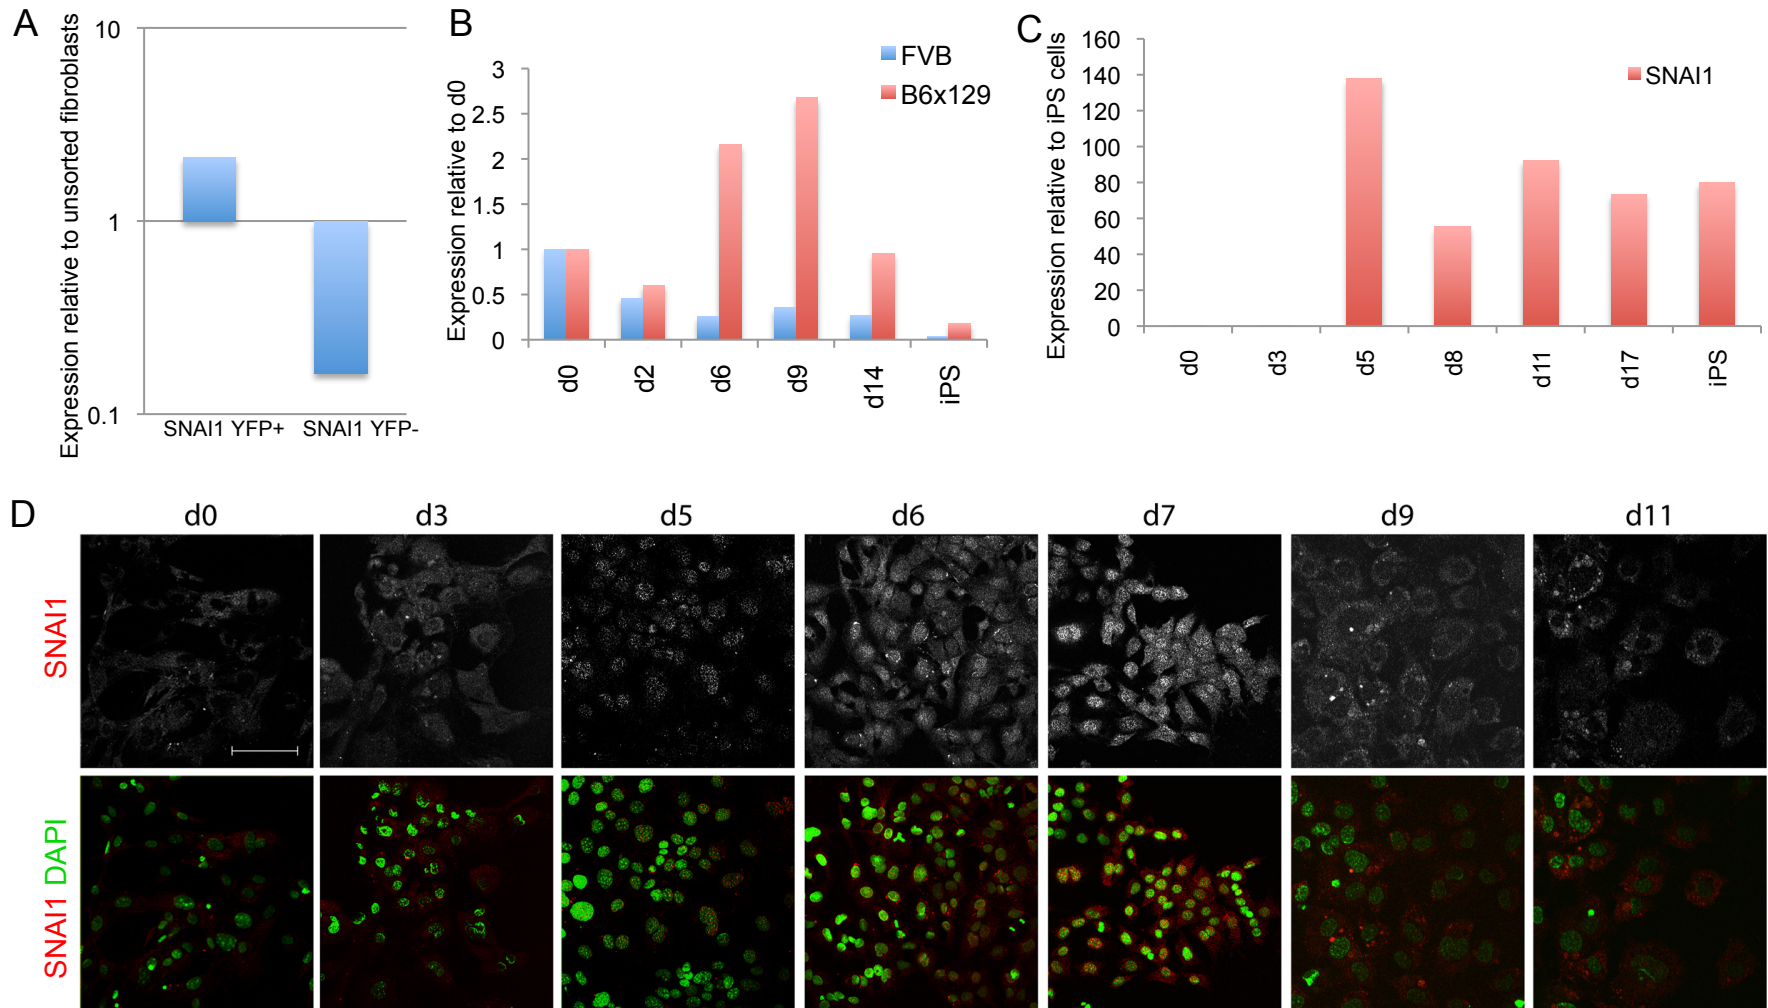 A
Expression relative to unsorted fibroblasts
10
1
0.1
SNAI1 YFP+ SNAI1 YFP-
B
Expression relative to d0
3
2.5
2
1.5
1
0.5
0
d0 d2 d6 d9 d14 iPS
FVB
B6x129
C
Expression relative to iPS cells
160
140
120
100
80
60
40
20
0
d0 d3 d5 d8 d11 d17 iPS
SNAI1
D
d0 d3 d5 d6 d7 d9 d11
SNAI1
SNAI1 DAPI